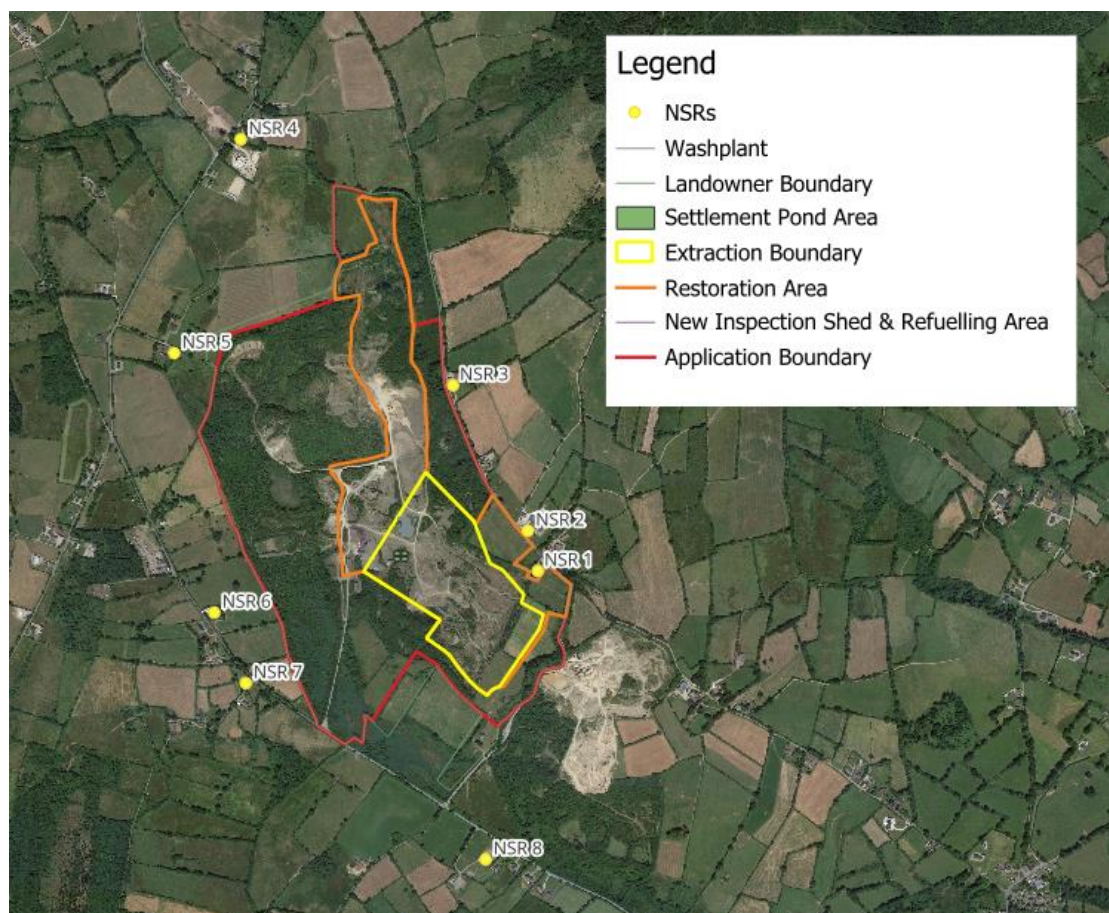 Legend
NSRs
Washplant
Landowner Boundary
Settlement Pond Area
Extraction Boundary
Restoration Area
New Inspection Shed & Refuelling Area
Application Boundary
NSR 4
NSR 5
NSR 3
NSR 2
NSR 1
NSR 6
NSR 7
NSR 8